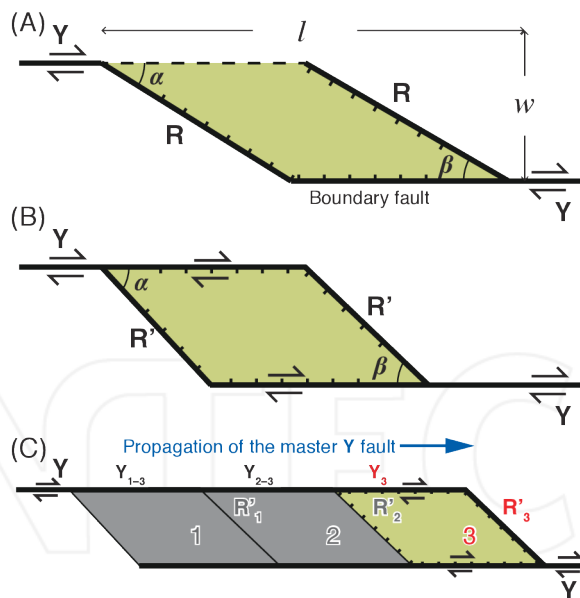 (A)
Y
l
α
R
w
R
β
Boundary fault
Y
(B)
Y
α
R'
R'
β
Y
(C)
Propagation of the master Y fault
Y
Y1–3
Y2–3
Y3
R'1
R'2
R'3
1
2
3
Y